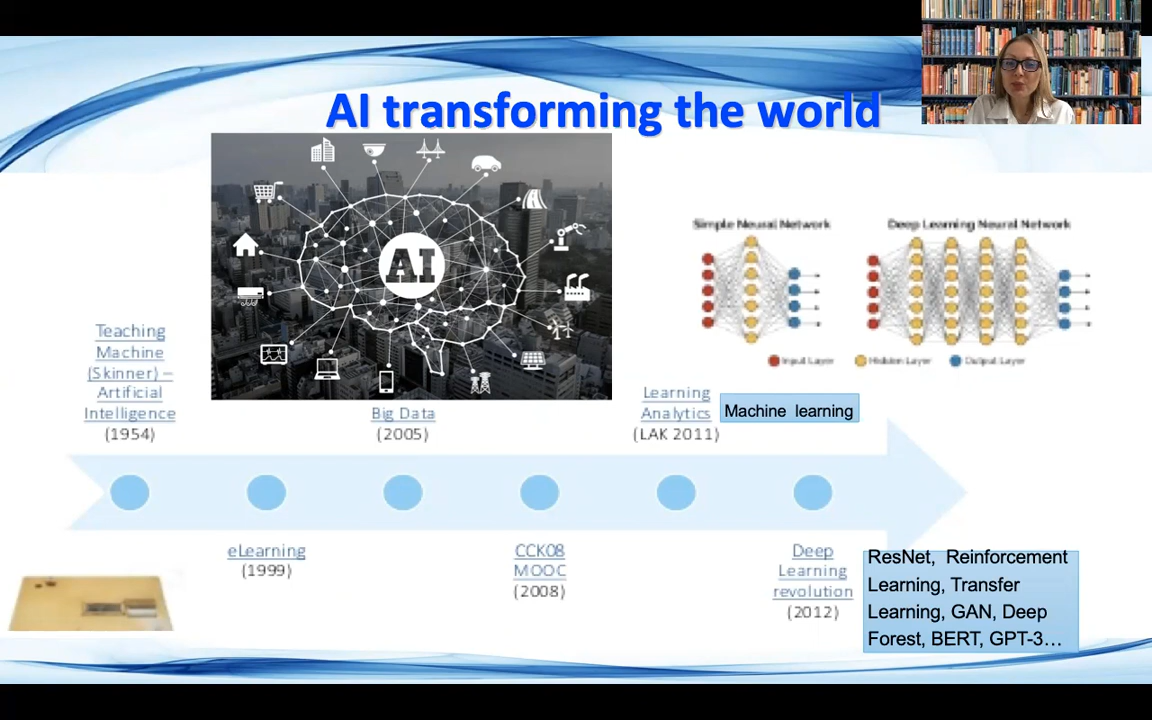 AI transforming the world
AI
Simple Neural Network
Deep Learning Neural Network
Input Layer
Hidden Layer
Output Layer
Teaching
Machine
(Skinner) –
Artificial
Intelligence
(1954)
Big Data
(2005)
Learning
Analytics
(LAK 2011)
Machine learning
eLearning
(1999)
CCK08
MOOC
(2008)
Deep
Learning
revolution
(2012)
ResNet, Reinforcement
Learning, Transfer
Learning, GAN, Deep
Forest, BERT, GPT-3...